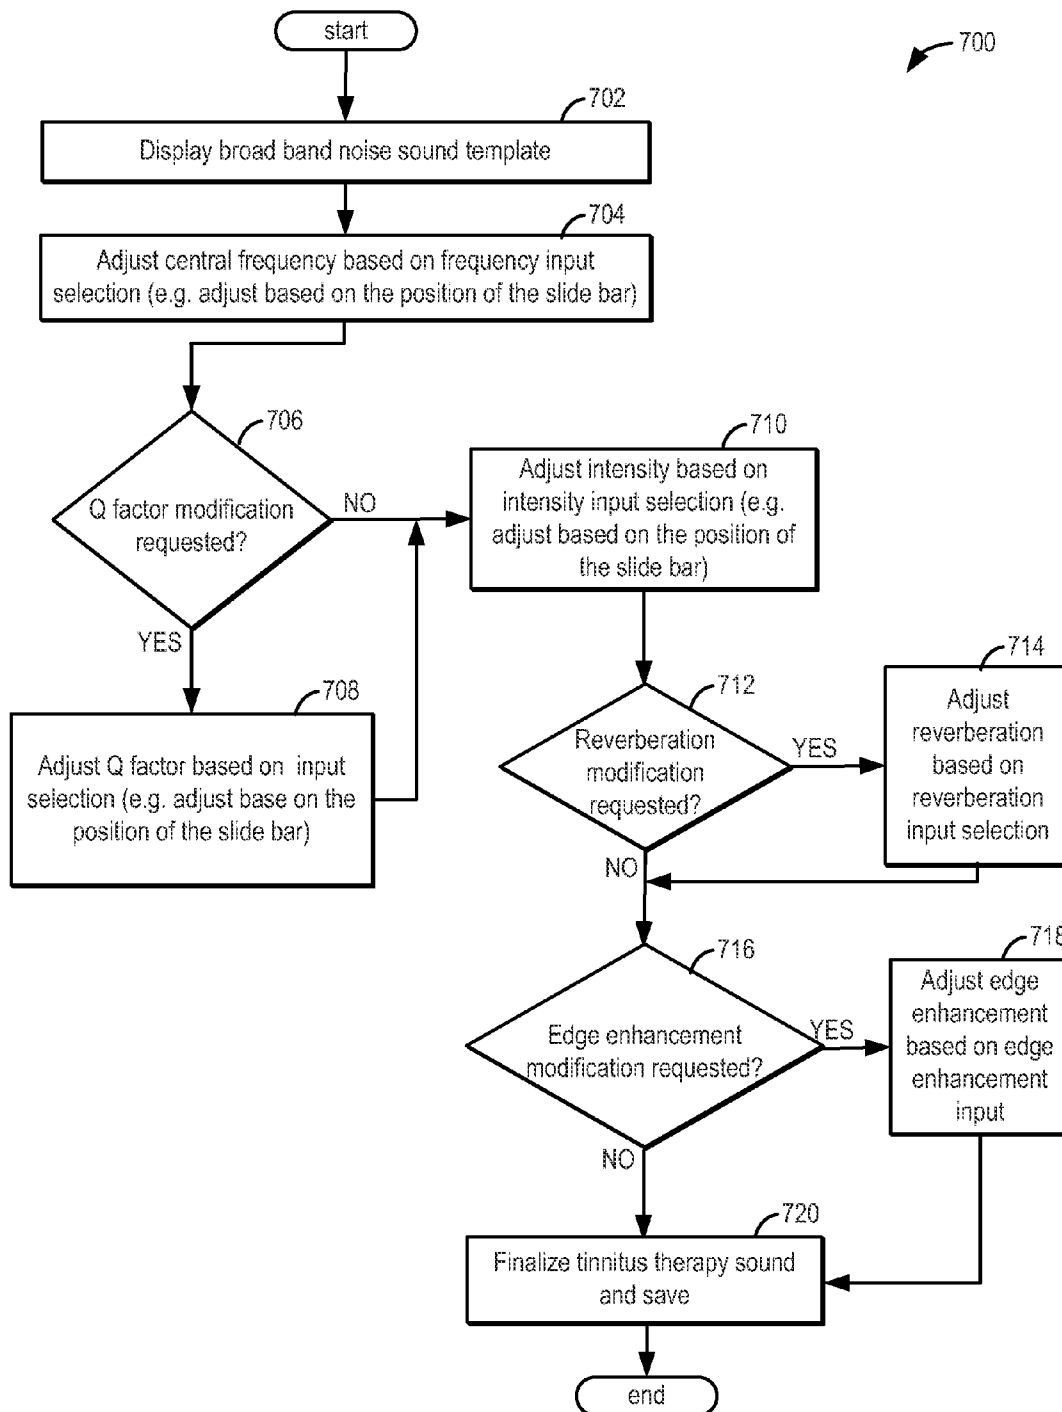 start
700
702
Display broad band noise sound template
704
Adjust central frequency based on frequency input
selection (e.g. adjust based on the position of the slide bar)
706
Q factor modification
requested?
NO
YES
708
Adjust Q factor based on input
selection (e.g. adjust base on the
position of the slide bar)
710
Adjust intensity based on
intensity input selection (e.g.
adjust based on the position of
the slide bar)
712
Reverberation
modification
requested?
YES
NO
714
Adjust
reverberation
based on
reverberation
input selection
716
Edge enhancement
modification requested?
YES
NO
718
Adjust edge
enhancement
based on edge
enhancement
input
720
Finalize tinnitus therapy sound
and save
end